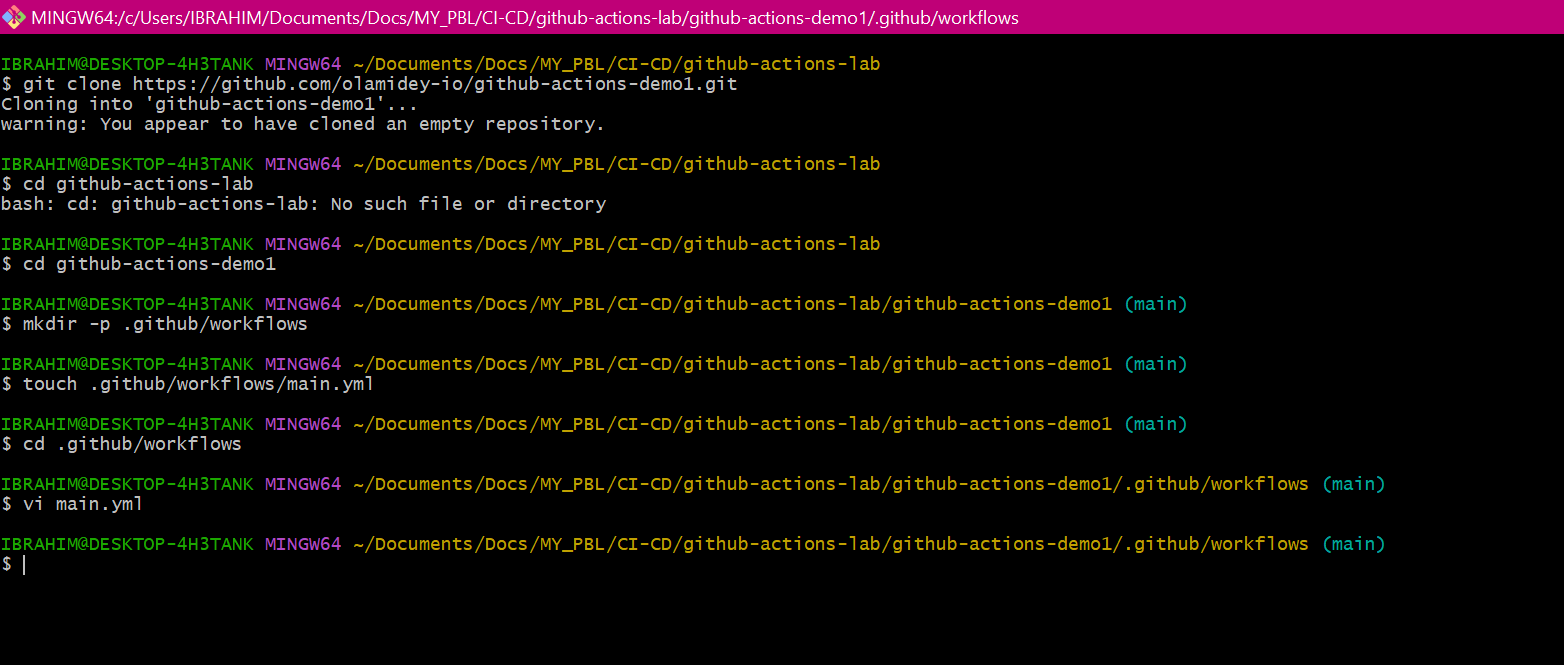 MINGW64:/c/Users/IBRAHIM/Documents/Docs/MY_PBL/CI-CD/github-actions-lab/github-actions-demo1/.github/workflows
IBRAHIM@DESKTOP-4H3TANK MINGW64 ~/Documents/Docs/MY_PBL/CI-CD/github-actions-lab
$ git clone https://github.com/olamidey-io/github-actions-demo1.git
Cloning into 'github-actions-demo1'...
warning: You appear to have cloned an empty repository.
IBRAHIM@DESKTOP-4H3TANK MINGW64 ~/Documents/Docs/MY_PBL/CI-CD/github-actions-lab
$ cd github-actions-lab
bash: cd: github-actions-lab: No such file or directory
IBRAHIM@DESKTOP-4H3TANK MINGW64 ~/Documents/Docs/MY_PBL/CI-CD/github-actions-lab
$ cd github-actions-demo1
IBRAHIM@DESKTOP-4H3TANK MINGW64 ~/Documents/Docs/MY_PBL/CI-CD/github-actions-lab/github-actions-demo1 (main)
$ mkdir -p .github/workflows
IBRAHIM@DESKTOP-4H3TANK MINGW64 ~/Documents/Docs/MY_PBL/CI-CD/github-actions-lab/github-actions-demo1 (main)
$ touch .github/workflows/main.yml
IBRAHIM@DESKTOP-4H3TANK MINGW64 ~/Documents/Docs/MY_PBL/CI-CD/github-actions-lab/github-actions-demo1 (main)
$ cd .github/workflows
IBRAHIM@DESKTOP-4H3TANK MINGW64 ~/Documents/Docs/MY_PBL/CI-CD/github-actions-lab/github-actions-demo1/.github/workflows (main)
$ vi main.yml
IBRAHIM@DESKTOP-4H3TANK MINGW64 ~/Documents/Docs/MY_PBL/CI-CD/github-actions-lab/github-actions-demo1/.github/workflows (main)
$